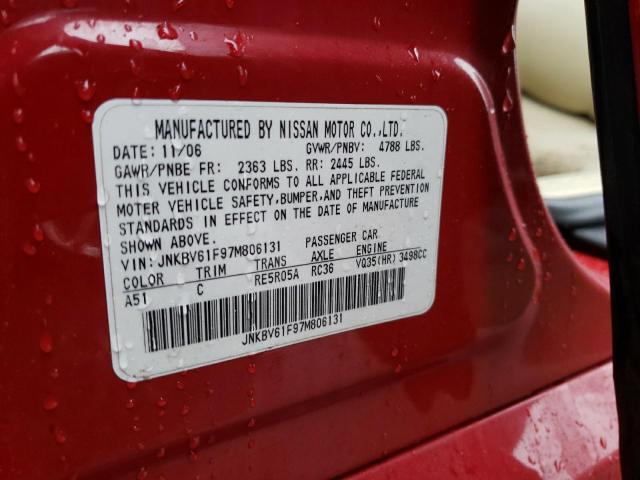 MANUFACTURED BY NISSAN MOTOR CO.,LTD.
DATE: 11/06 GVWR/PNBV: 4788 LBS.
GAWR/PNBE FR: 2363 LBS. RR: 2445 LBS.
THIS VEHICLE CONFORMS TO ALL APPLICABLE FEDERAL
MOTER VEHICLE SAFETY,BUMPER,AND THEFT PREVENTION
STANDARDS IN EFFECT ON THE DATE OF MANUFACTURE
SHOWN ABOVE.
VIN:JNKBV61F97M806131 PASSENGER CAR
COLOR TRIM TRANS AXLE ENGINE
A51 C RE5R05A RC36 VQ35(HR) 3498CC
JNKBV61F97M806131